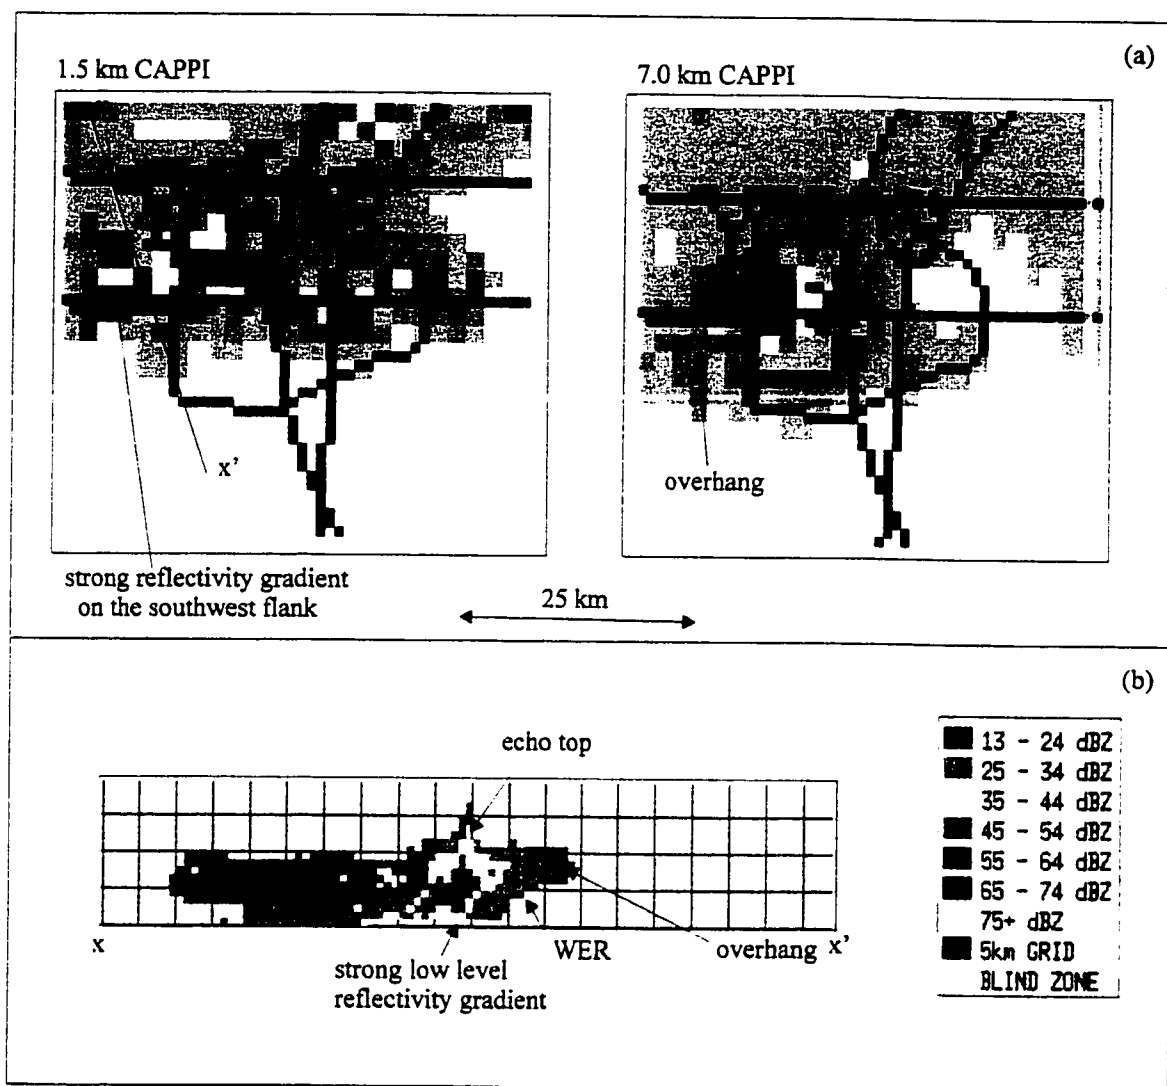 (a)
1.5 km CAPPI
7.0 km CAPPI
x'
overhang
strong reflectivity gradient
on the southwest flank
25 km
(b)
echo top
13 - 24 dBZ
25 - 34 dBZ
35 - 44 dBZ
45 - 54 dBZ
55 - 64 dBZ
65 - 74 dBZ
75+ dBZ
5km GRID
BLIND ZONE
x
WER
overhang
x'
strong low level
reflectivity gradient